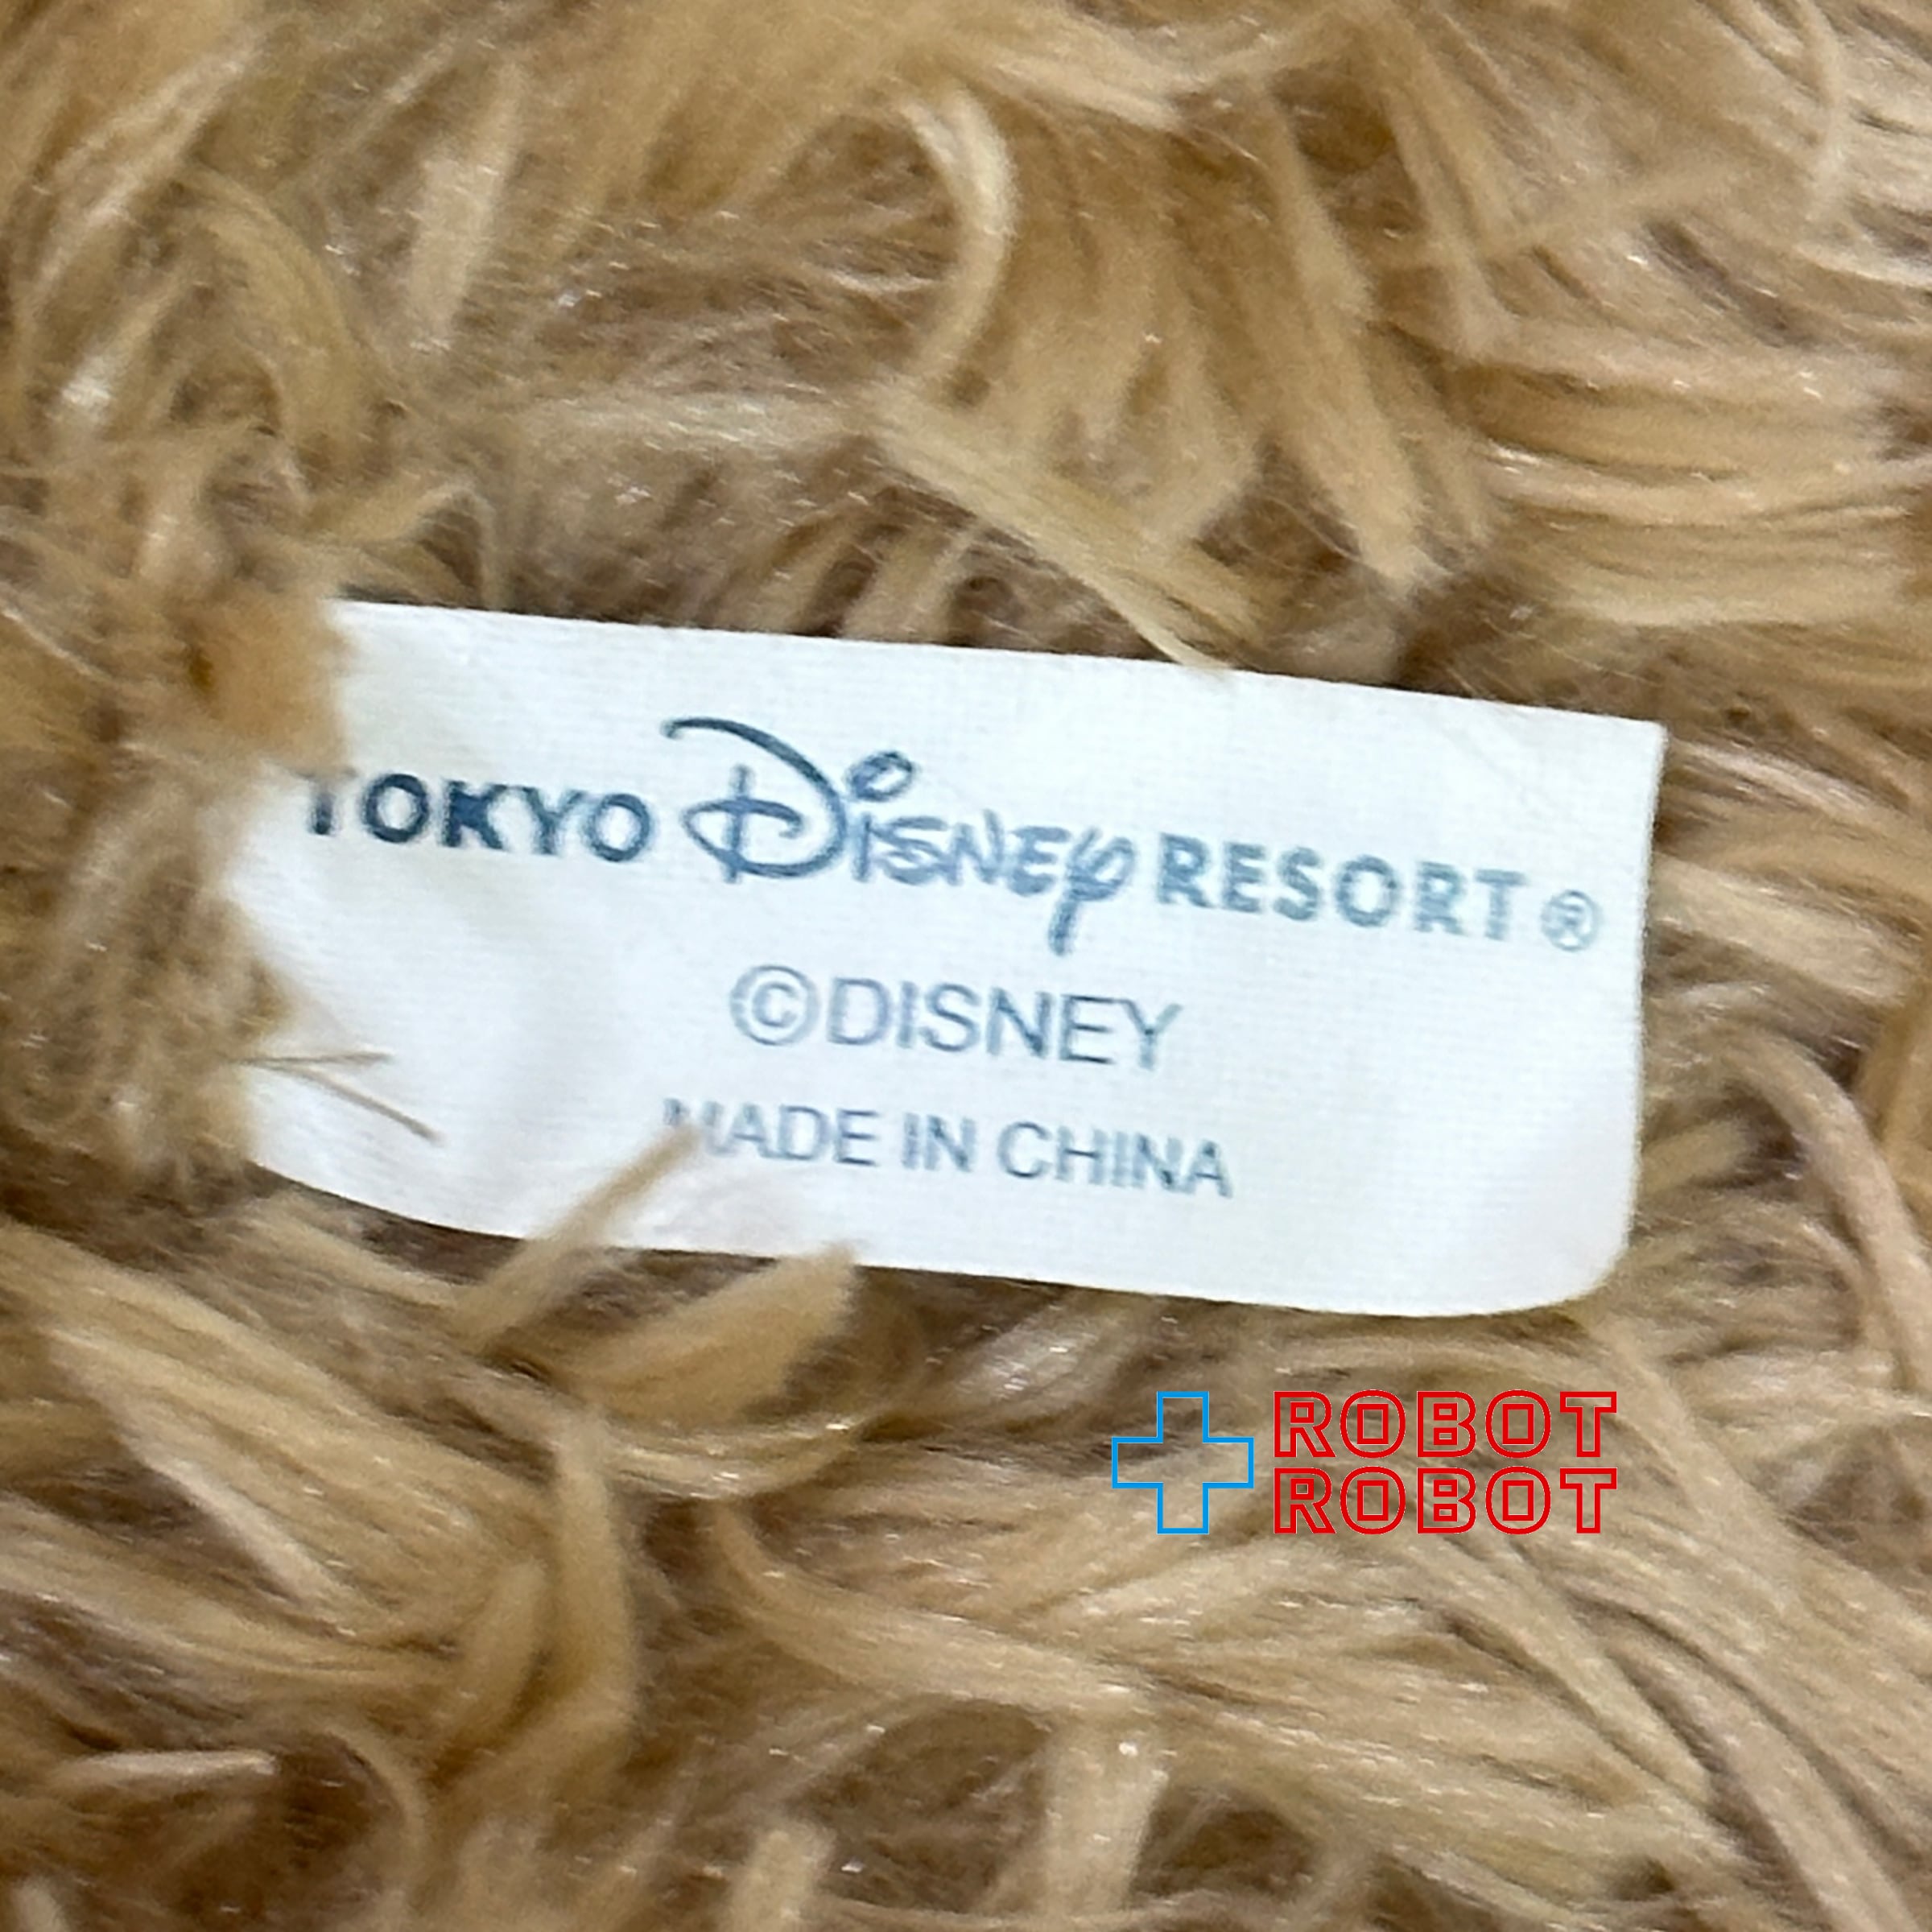 TOKYO DISNEY RESORT®
©DISNEY
MADE IN CHINA
ROBOT
ROBOT